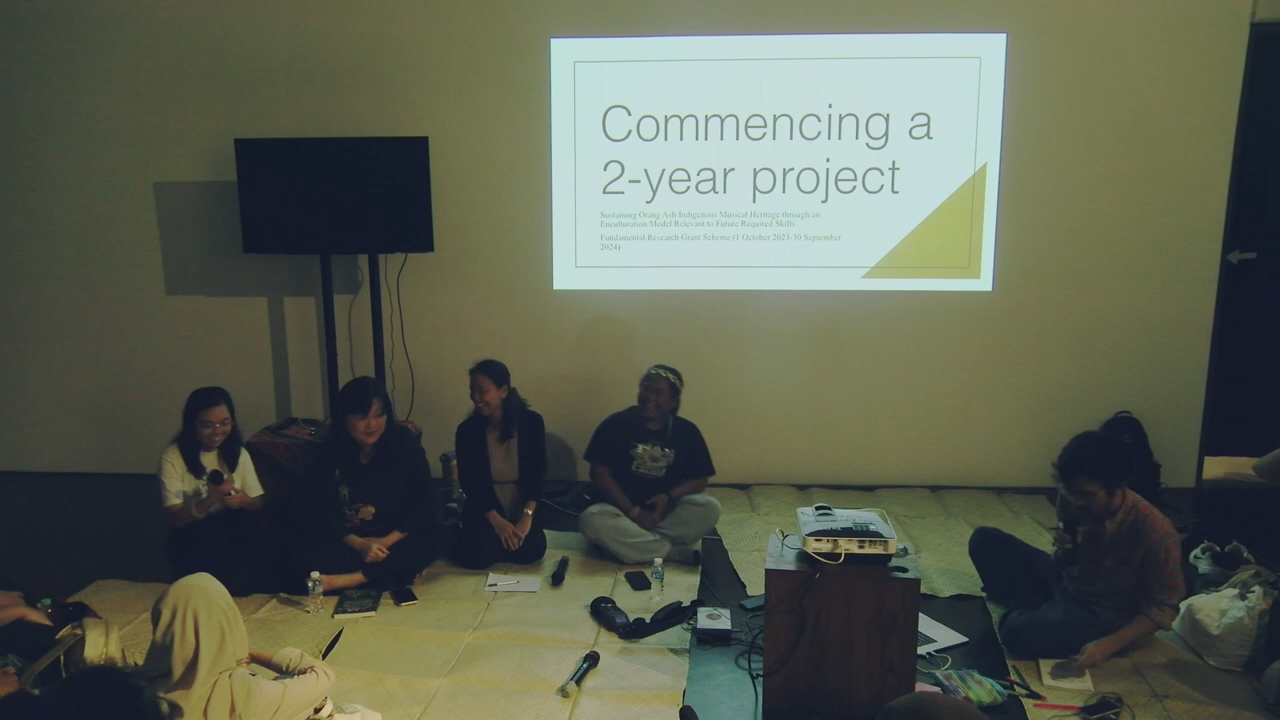 Commencing a
2-year project
Sustaining Orang Asli Indigenous Musical Heritage through an
Enculturation Model Relevant to Future Required Skills
Fundamental Research Grant Scheme (1 October 2021-30 September
2024)